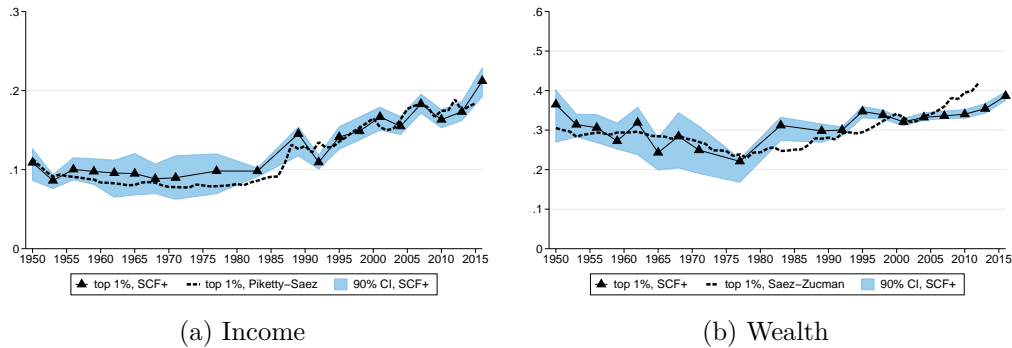 .3
.2
.1
0
1950 1955 1960 1965 1970 1975 1980 1985 1990 1995 2000 2005 2010 2015
top 1%, SCF+ top 1%, Piketty−Saez 90% CI, SCF+
(a) Income
.6
.5
.4
.3
.2
.1
0
1950 1955 1960 1965 1970 1975 1980 1985 1990 1995 2000 2005 2010 2015
top 1%, SCF+ top 1%, Saez−Zucman 90% CI, SCF+
(b) Wealth